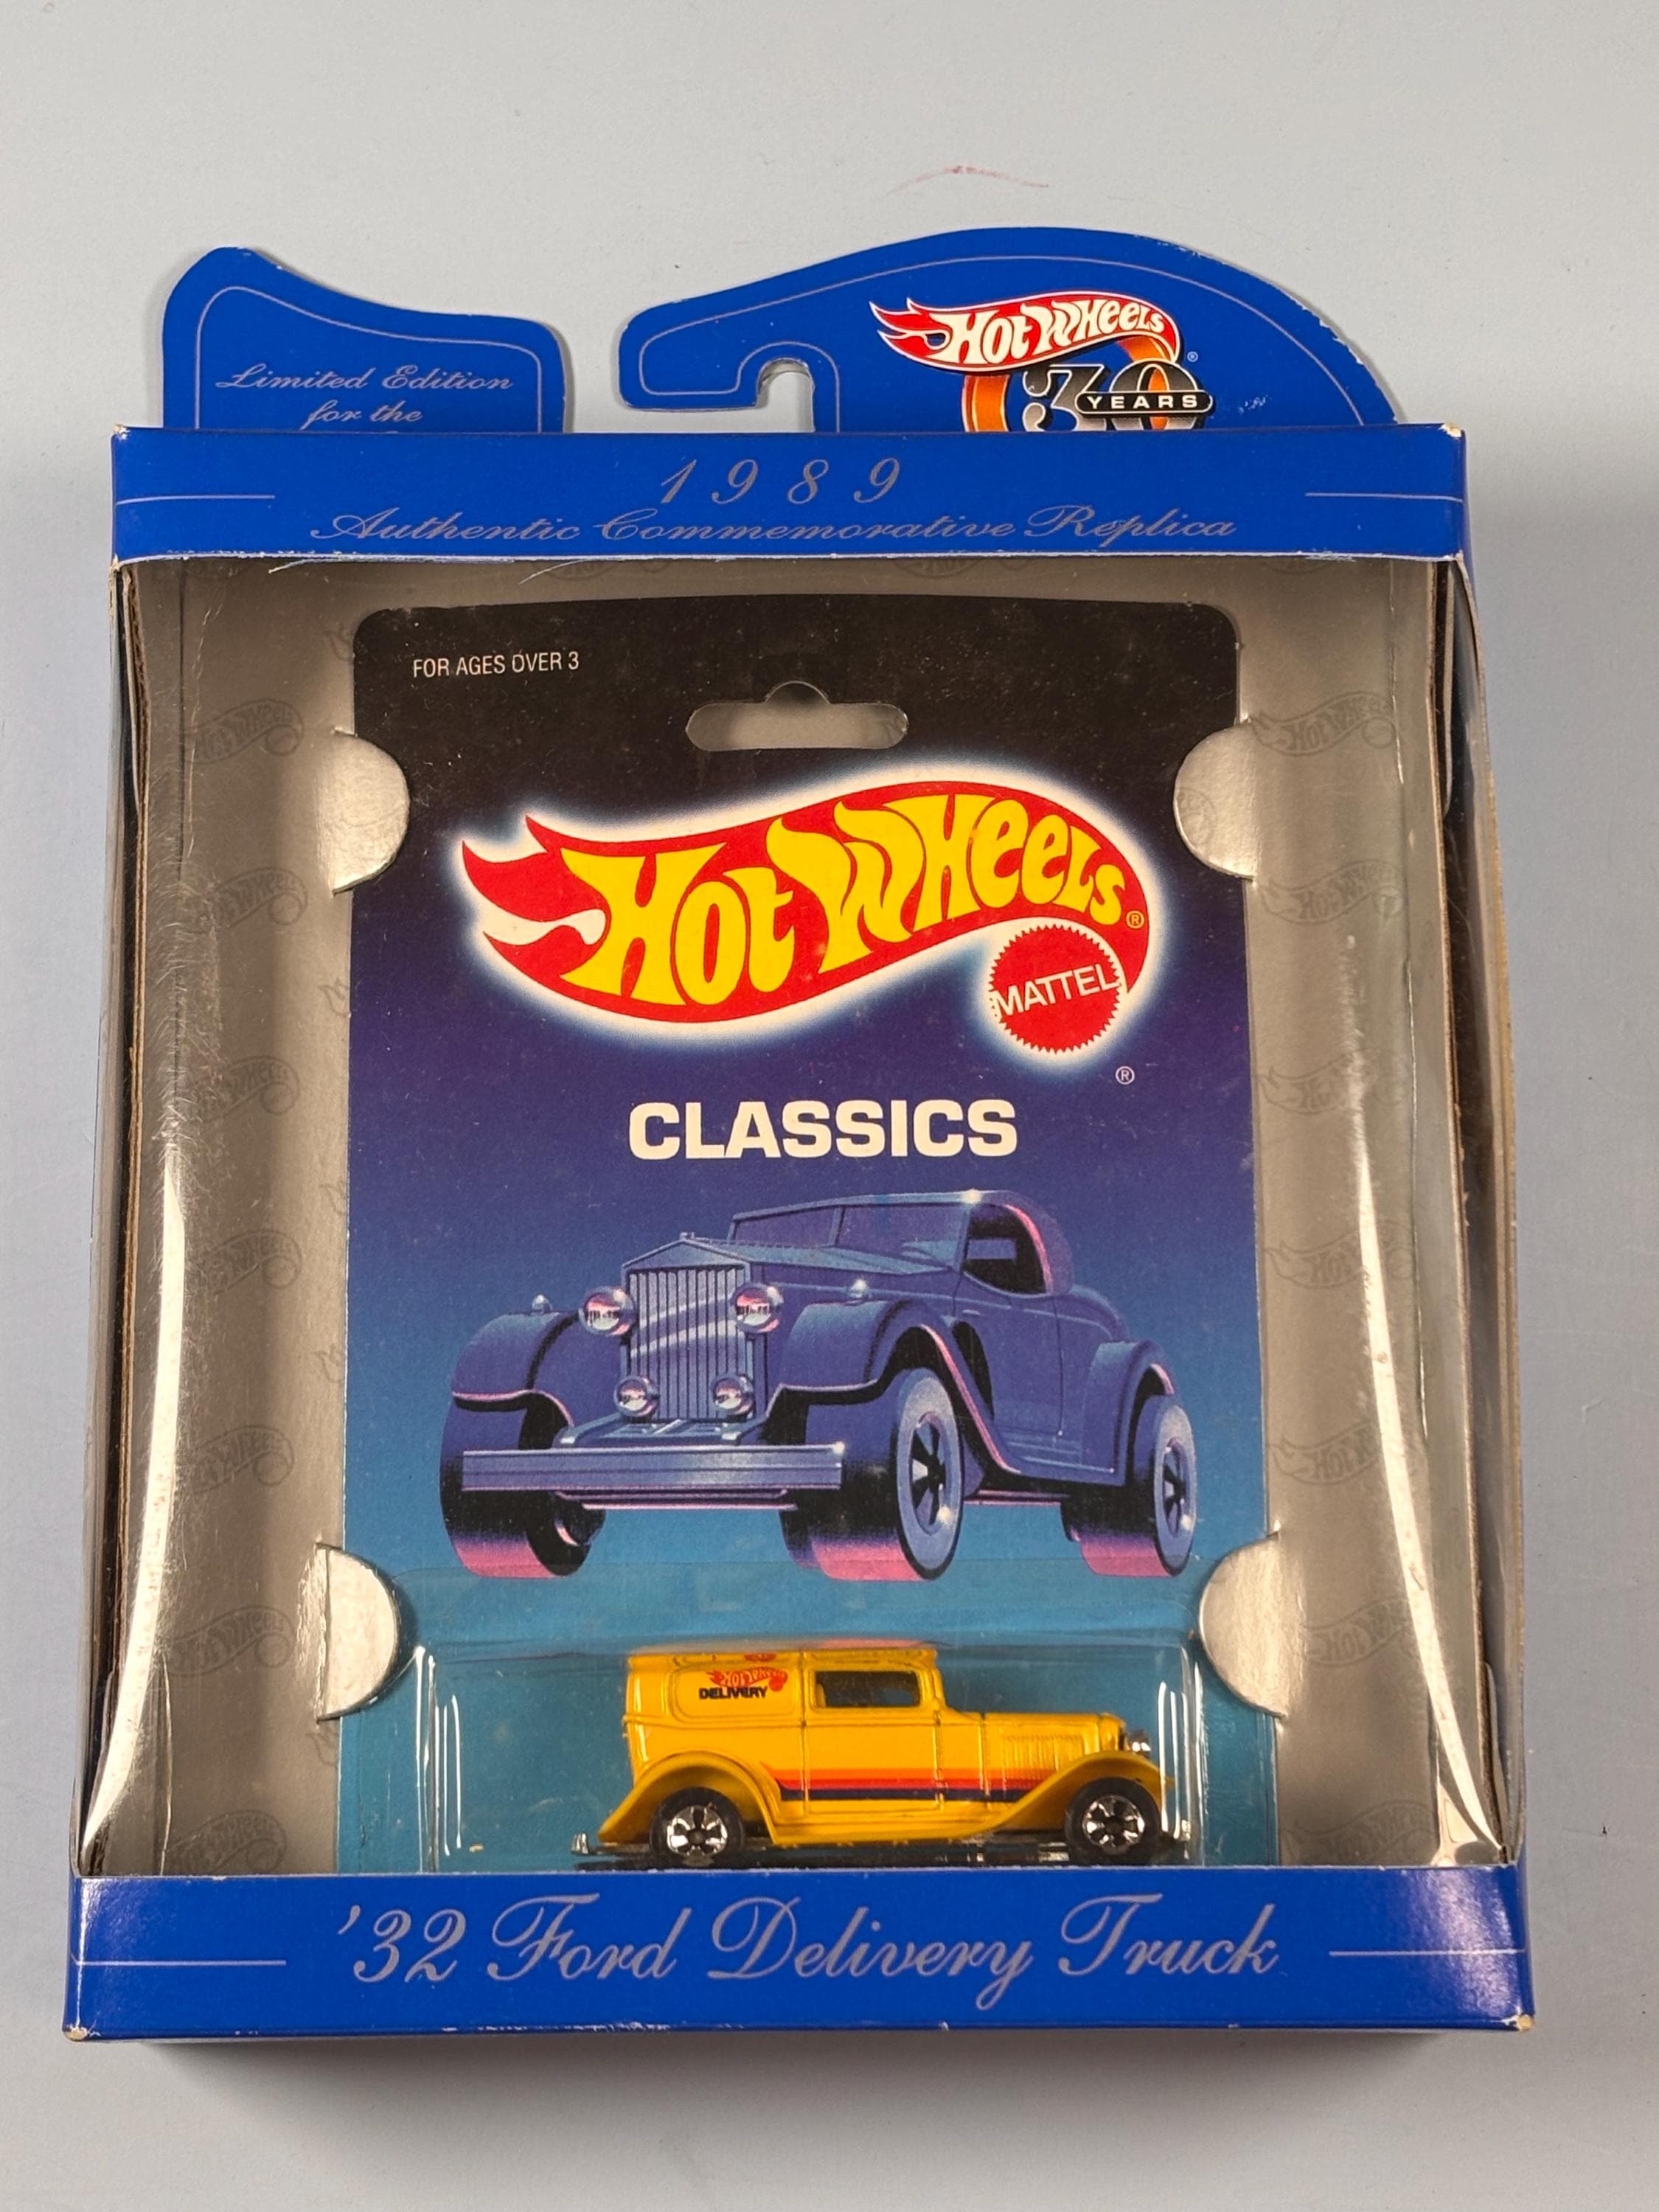 Limited Edition
for the
Hot Wheels®
30
YEARS
1989
Authentic Commemorative Replica
FOR AGES OVER 3
Hot Wheels®
MATTEL
®
CLASSICS
Hot Wheels
DELIVERY
'32 Ford Delivery Truck